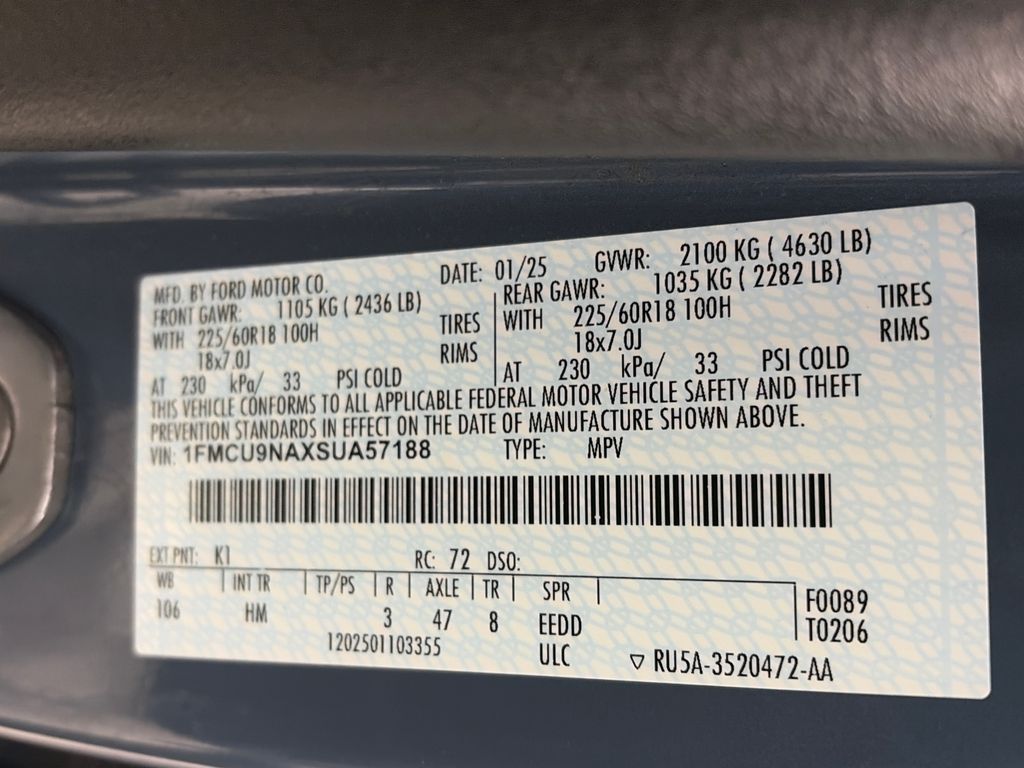 MFD. BY FORD MOTOR CO. DATE: 01/25 GVWR: 2100 KG ( 4630 LB)
FRONT GAWR: 1105 KG ( 2436 LB) REAR GAWR: 1035 KG ( 2282 LB)
WITH 225/60R18 100H TIRES WITH 225/60R18 100H TIRES
18x7.0J RIMS 18x7.0J RIMS
AT 230 kPa/ 33 PSI COLD AT 230 kPa/ 33 PSI COLD
THIS VEHICLE CONFORMS TO ALL APPLICABLE FEDERAL MOTOR VEHICLE SAFETY AND THEFT
PREVENTION STANDARDS IN EFFECT ON THE DATE OF MANUFACTURE SHOWN ABOVE.
VIN: 1FMCU9NAXSUA57188 TYPE: MPV
EXT PNT: K1 RC: 72 DSO:
WB INT TR TP/PS R AXLE TR SPR F0089
106 HM 3 47 8 EEDD T0206
1202501103355 ULC ▽ RU5A-3520472-AA